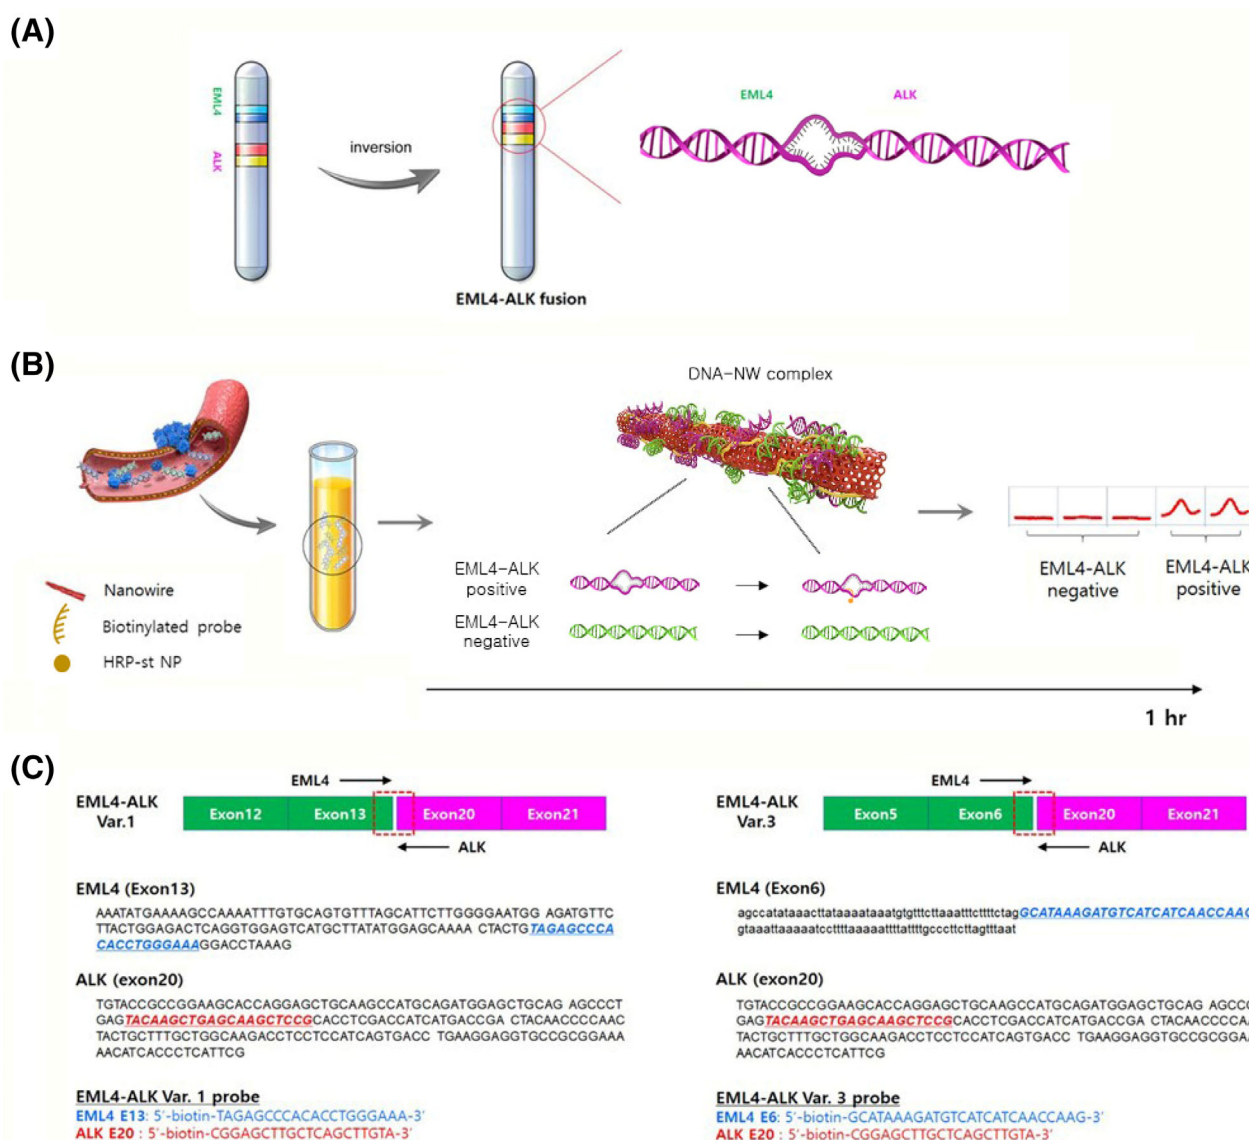 (A)
EML4
ALK
inversion
EML4-ALK fusion
EML4
ALK
(B)
DNA-NW complex
Nanowire
Biotinylated probe
HRP-st NP
EML4-ALK
positive
EML4-ALK
negative
EML4-ALK
negative
EML4-ALK
positive
1 hr
(C)
EML4-ALK
Var.1
EML4
Exon12
Exon13
Exon20
Exon21
ALK
EML4 (Exon13)
AAATATGAAAAGCCAAAATTTGTGCAGTGTTTAGCATTCTTGGGGAATGG AGATGTTC
TTACTGGAGACTCAGGTGGAGTCATGCTTATATGGAGCAAAA CTACTGTAGAGCCCA
CACCTGGGAAAGGACCTAAAG
ALK (exon20)
TGTACCGCCGGAAGCACCAGGAGCTGCAAGCCATGCAGATGGAGCTGCAG AGCCCT
GAGTACAAGCTGAGCAAGCTCCGCACCTCGACCATCATGACCGA CTACAACCCCAAC
TACTGCTTTGCTGGCAAGACCTCCTCCATCAGTGACC TGAAGGAGGTGCCGCGGAAA
AACATCACCCTCATTCG
EML4-ALK Var. 1 probe
EML4 E13: 5′-biotin-TAGAGCCCACACCTGGGAAA-3′
ALK E20 : 5′-biotin-CGGAGCTTGCTCAGCTTGTA-3′
EML4-ALK
Var.3
EML4
Exon5
Exon6
Exon20
Exon21
ALK
EML4 (Exon6)
agccatataaacttataaaataaatgtgtttcttaaatttcttttctagGCATAAAGATGTCATCATCAACCAAG
gtaaattaaaaatccttttaaaaattttattttgcccttcttagtttaat
ALK (exon20)
TGTACCGCCGGAAGCACCAGGAGCTGCAAGCCATGCAGATGGAGCTGCAG AGCCC
GAGTACAAGCTGAGCAAGCTCCGCACCTCGACCATCATGACCGA CTACAACCCCA
TACTGCTTTGCTGGCAAGACCTCCTCCATCAGTGACC TGAAGGAGGTGCCGCGGA
AACATCACCCTCATTCG
EML4-ALK Var. 3 probe
EML4 E6: 5′-biotin-GCATAAAGATGTCATCATCAACCAAG-3′
ALK E20 : 5′-biotin-CGGAGCTTGCTCAGCTTGTA-3′